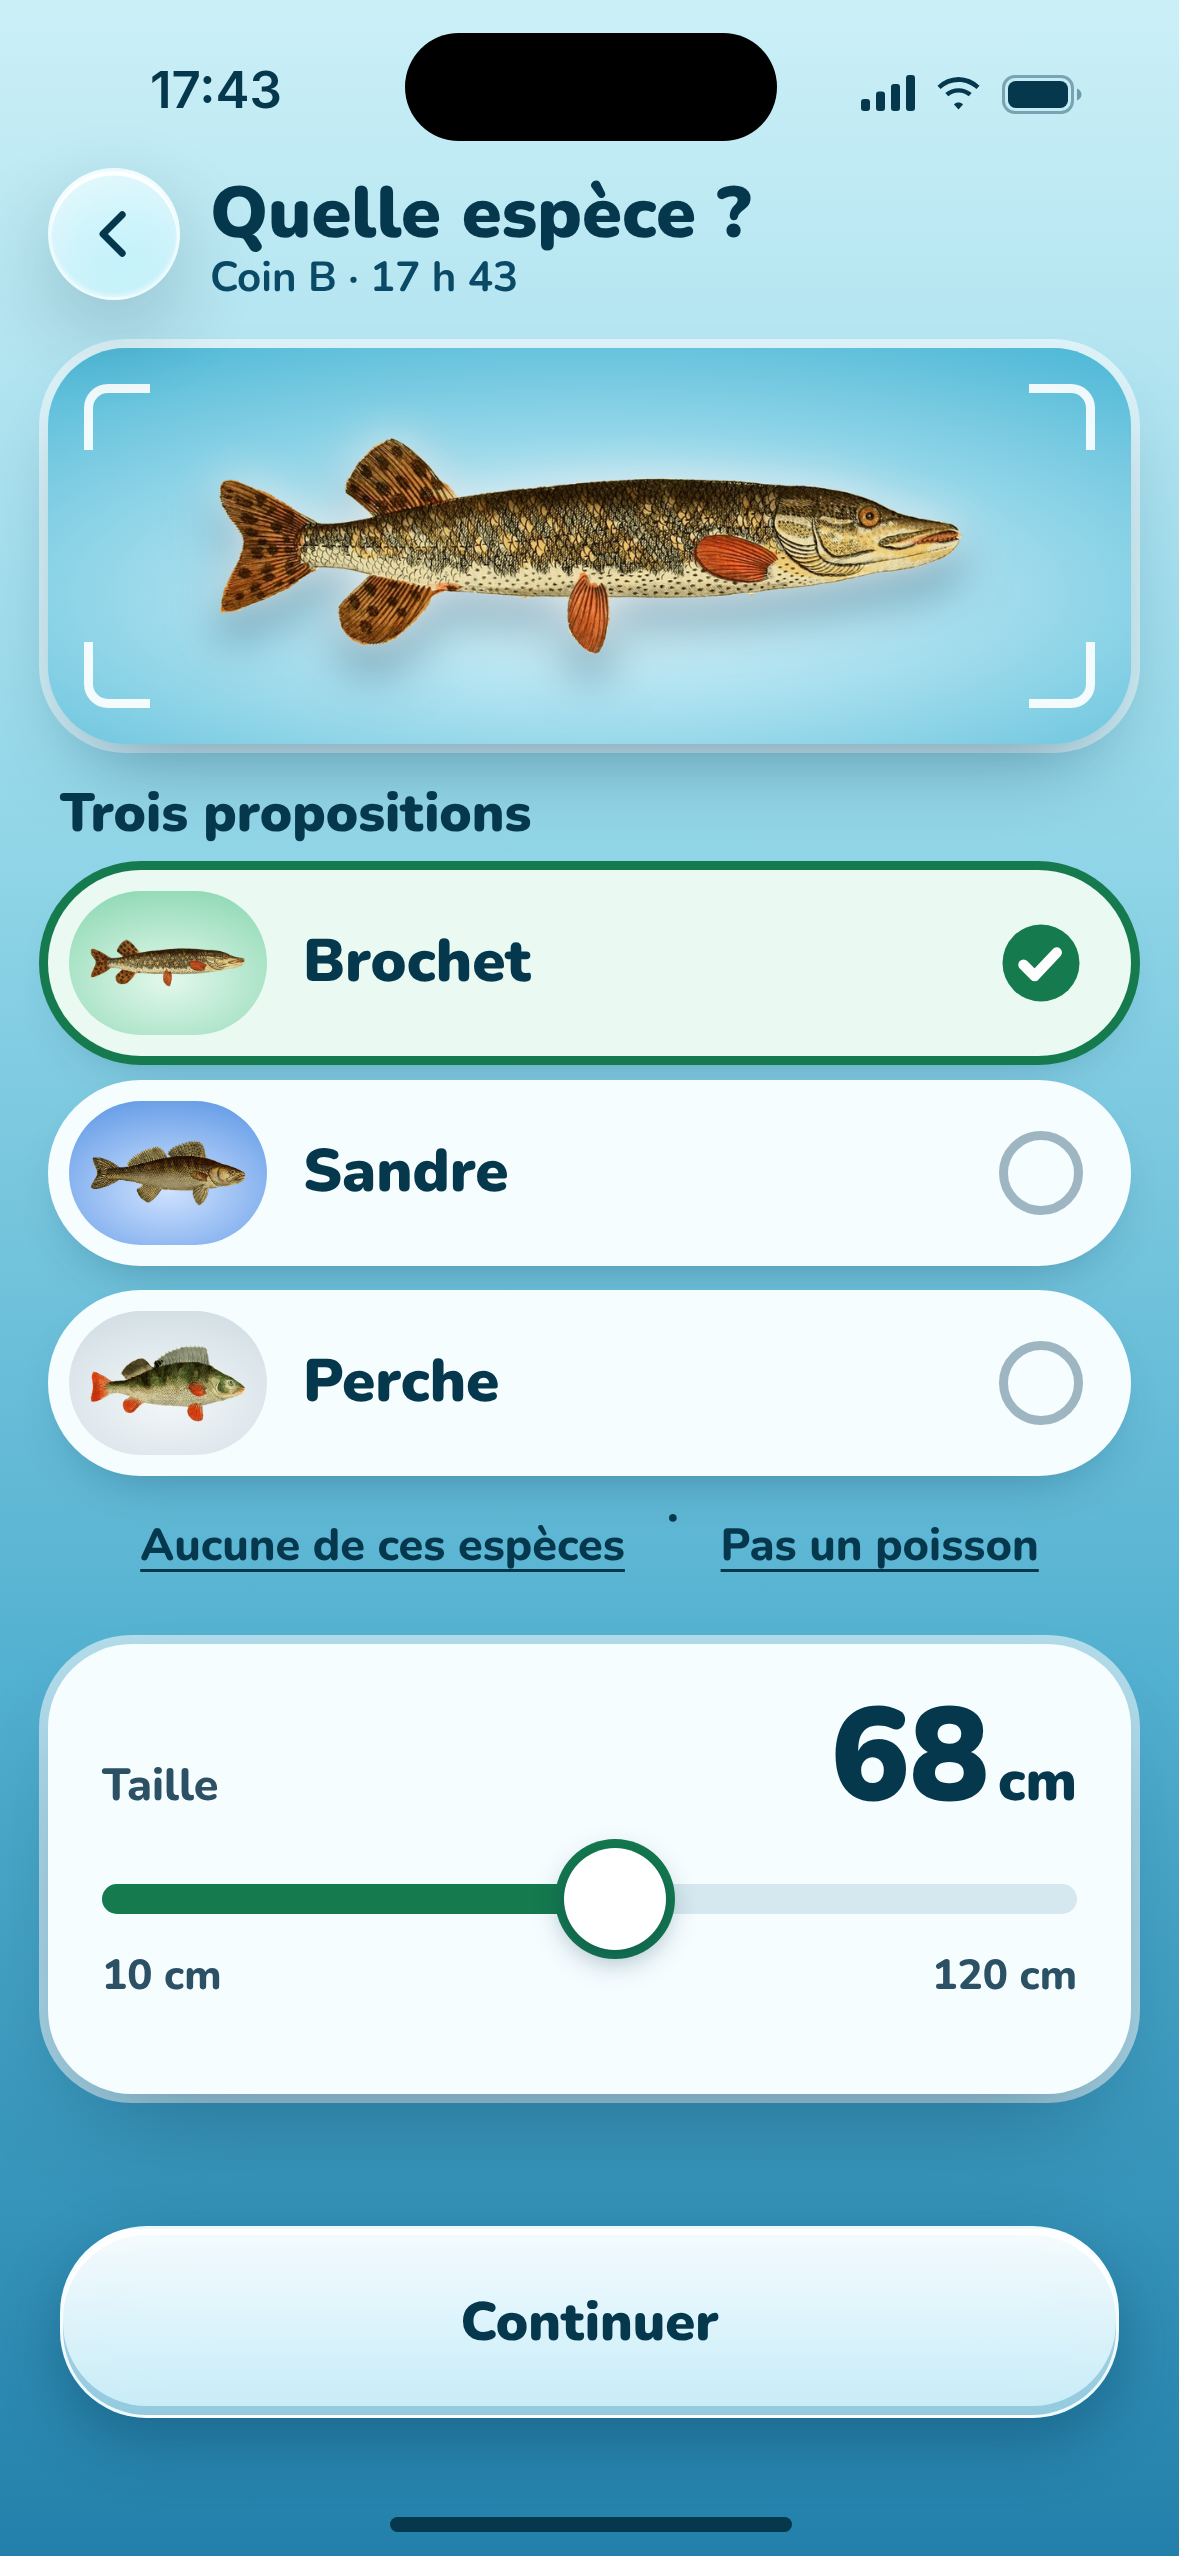 17:43
Quelle espèce ?
Coin B · 17 h 43
Trois propositions
Brochet
Sandre
Perche
Aucune de ces espèces · Pas un poisson
Taille 68 cm
10 cm 120 cm
Continuer